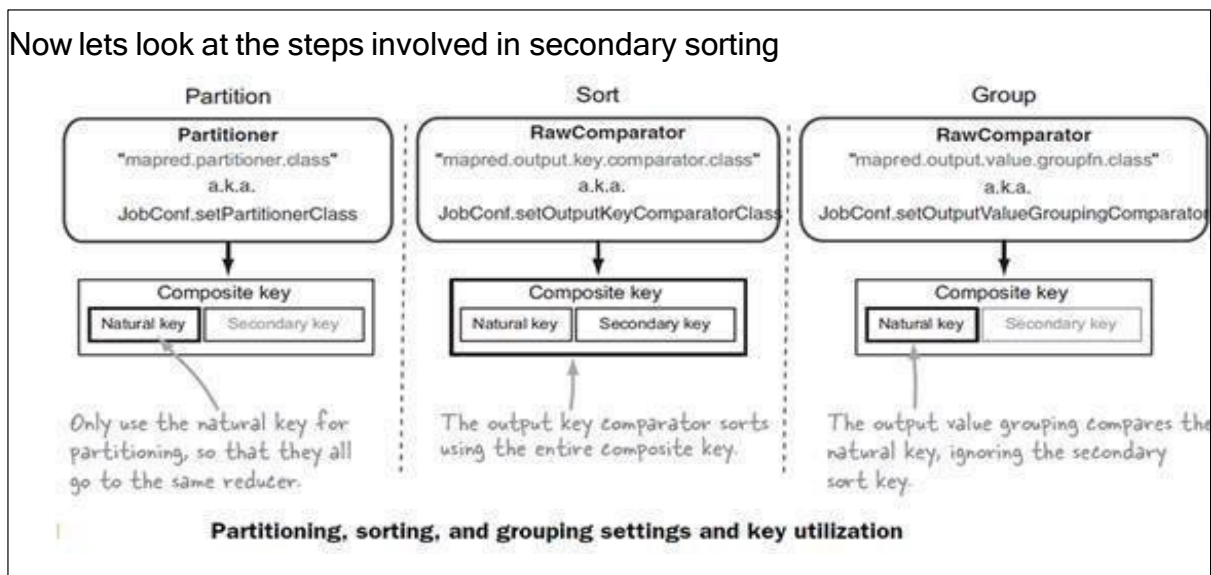 Now lets look at the steps involved in secondary sorting
Partition
Partitioner
"mapred.partitioner.class"
a.k.a.
JobConf.setPartitionerClass
Composite key
Natural key
Secondary key
Only use the natural key for
partitioning, so that they all
go to the same reducer.
Sort
RawComparator
"mapred.output.key.comparator.class"
a.k.a.
JobConf.setOutputKeyComparatorClass
Composite key
Natural key
Secondary key
The output key comparator sorts
using the entire composite key.
Group
RawComparator
"mapred.output.value.groupfn.class"
a.k.a.
JobConf.setOutputValueGroupingComparator
Composite key
Natural key
Secondary key
The output value grouping compares the
natural key, ignoring the secondary
sort key.
Partitioning, sorting, and grouping settings and key utilization